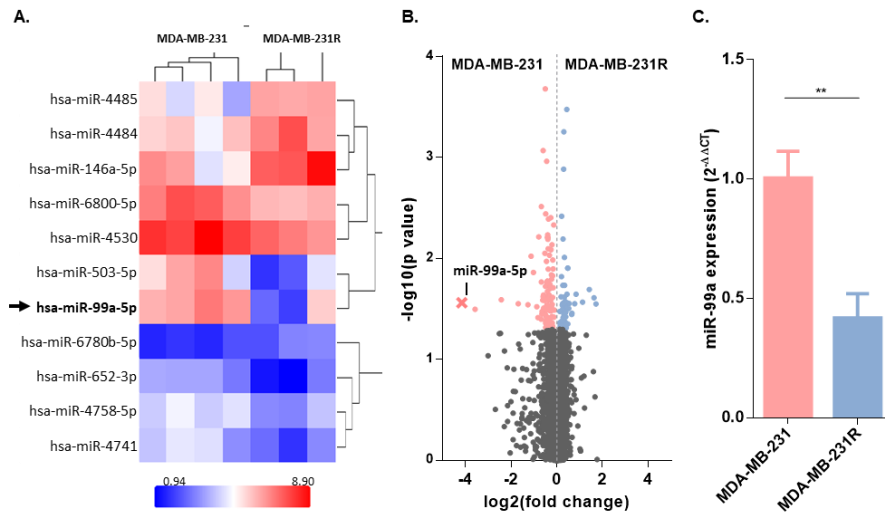 A.
MDA-MB-231
MDA-MB-231R
hsa-miR-4485
hsa-miR-4484
hsa-miR-146a-5p
hsa-miR-6800-5p
hsa-miR-4530
hsa-miR-503-5p
hsa-miR-99a-5p
hsa-miR-6780b-5p
hsa-miR-652-3p
hsa-miR-4758-5p
hsa-miR-4741
0.94
8.90
B.
MDA-MB-231
MDA-MB-231R
miR-99a-5p
-log10(p value)
4
3
2
1
0
-4
-2
0
2
4
log2(fold change)
C.
**
miR-99a expression (2-ΔΔCT)
1.5
1.0
0.5
0.0
MDA-MB-231
MDA-MB-231R